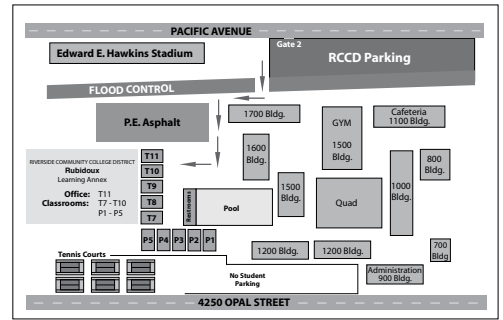 PACIFIC AVENUE
Edward E. Hawkins Stadium
Gate 2
RCCD Parking
FLOOD CONTROL
P.E. Asphalt
1700 Bldg.
GYM
1500
Bldg.
Cafeteria
1100 Bldg.
RIVERSIDE COMMUNITY COLLEGE DISTRICT
Rubidoux
Learning Annex
Office: T11
Classrooms: T7 - T10
P1 - P5
T11
T10
T9
T8
T7
1600
Bldg.
800
Bldg.
1500
Bldg.
1000
Bldg.
Restrooms
Pool
Quad
P5 P4 P3 P2 P1
1200 Bldg.
1200 Bldg.
700
Bldg
Tennis Courts
No Student
Parking
Administration
900 Bldg.
4250 OPAL STREET